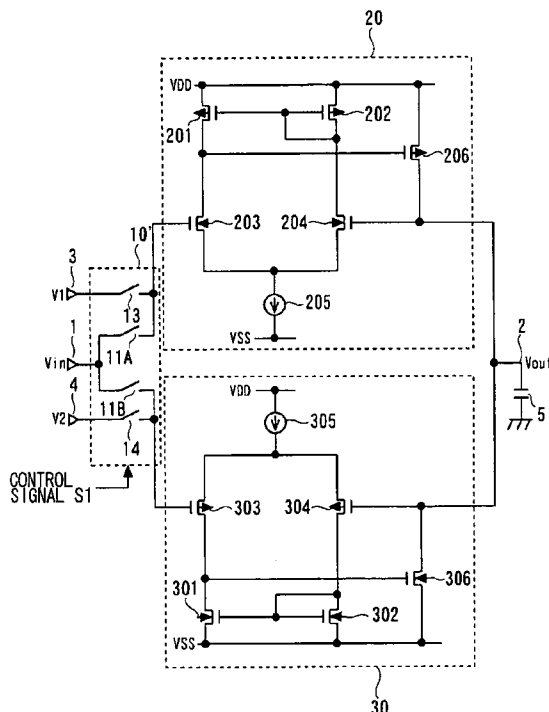 20
VDD
201
202
206
203
204
10'
3
V1
13
205
1
Vin
11A
VSS
2
Vout
4
V2
11B
14
VDD
5
305
CONTROL
SIGNAL S1
303
304
306
301
302
VSS
30